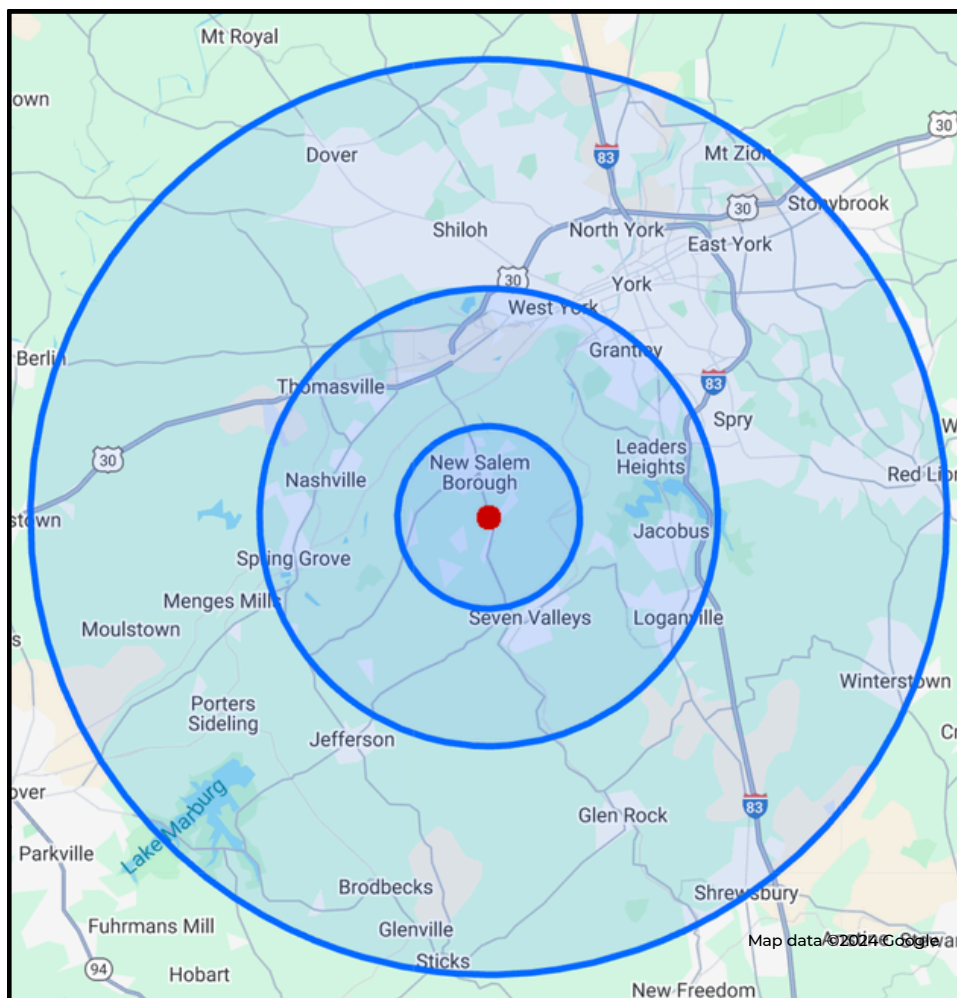 Mt Royal
own
30
Dover
83
Mt Zion
30
Stonybrook
Shiloh
North York
East York
30
York
West York
Berlin
Grantley
Thomasville
83
Spry
W
30
New Salem
Borough
Leaders
Heights
Nashville
Red Lion
stown
Jacobus
Spring Grove
Menges Mills
Seven Valleys
Loganville
Moulstown
s
Winterstown
Porters
Sideling
Jefferson
Cr
over
Lake Marburg
83
Glen Rock
Parkville
Brodbecks
Shrewsbury
Fuhrmans Mill
Glenville
Map data ©2024 Google
Stewar
Sticks
94
Hobart
New Freedom